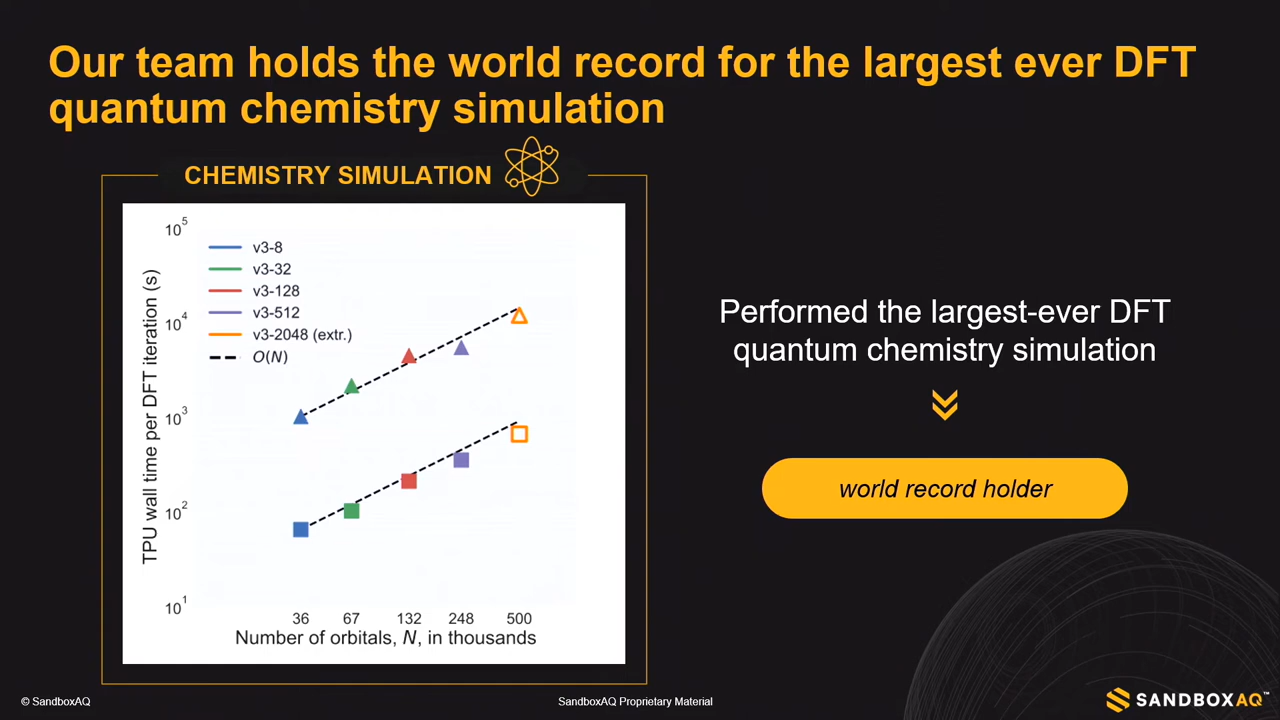 Our team holds the world record for the largest ever DFT
quantum chemistry simulation
CHEMISTRY SIMULATION
10^5
10^4
10^3
10^2
10^1
TPU wall time per DFT iteration (s)
v3-8
v3-32
v3-128
v3-512
v3-2048 (extr.)
O(N)
36 67 132 248 500
Number of orbitals, N, in thousands
Performed the largest-ever DFT
quantum chemistry simulation
world record holder
© SandboxAQ
SandboxAQ Proprietary Material
SANDBOXAQ™